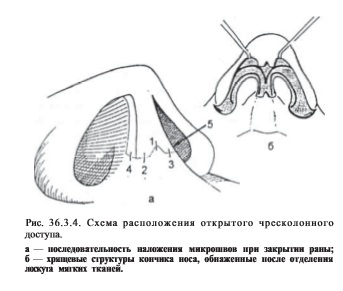 1
5
4
2
3
а
б
Рис. 36.3.4. Схема расположения открытого чресколонного
доступа.
а — последовательность наложения микрошвов при закрытии раны;
б — хрящевые структуры кончика носа, обнаженные после отделения
лоскута мягких тканей.